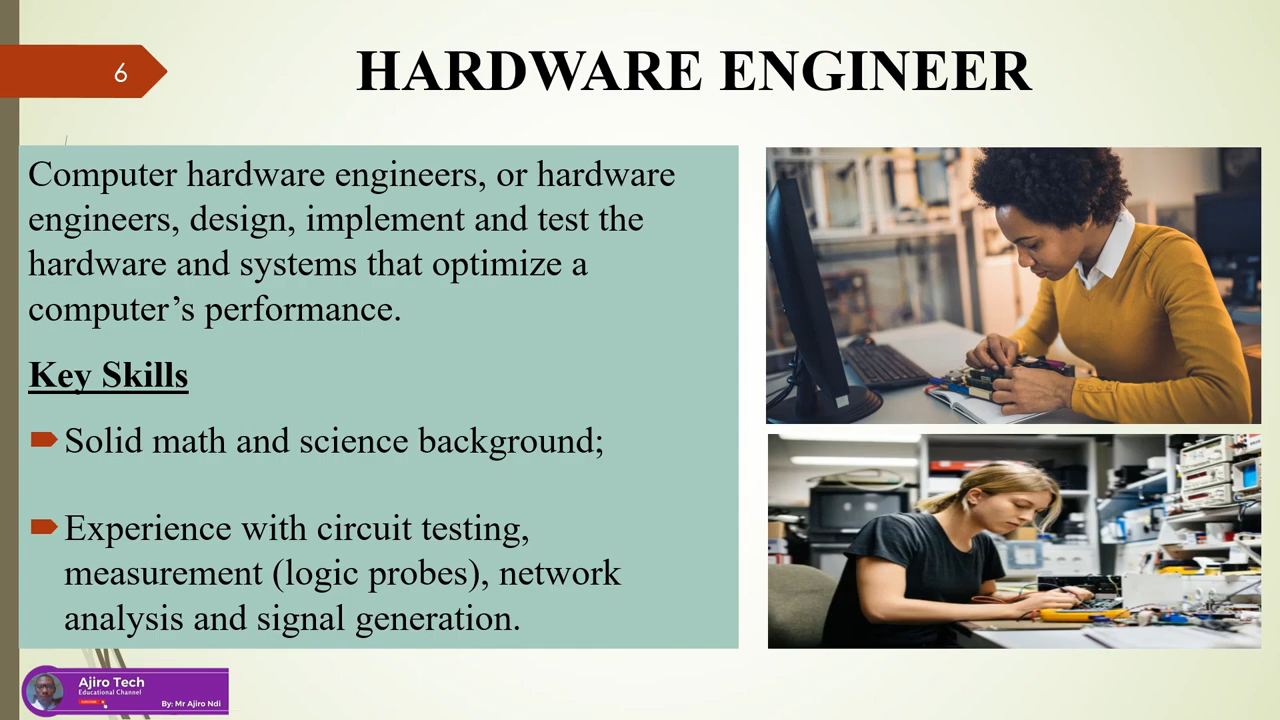 6
HARDWARE ENGINEER
Computer hardware engineers, or hardware
engineers, design, implement and test the
hardware and systems that optimize a
computer’s performance.
Key Skills
Solid math and science background;
Experience with circuit testing,
measurement (logic probes), network
analysis and signal generation.
Ajiro Tech
Educational Channel
By: Mr Ajiro Ndi